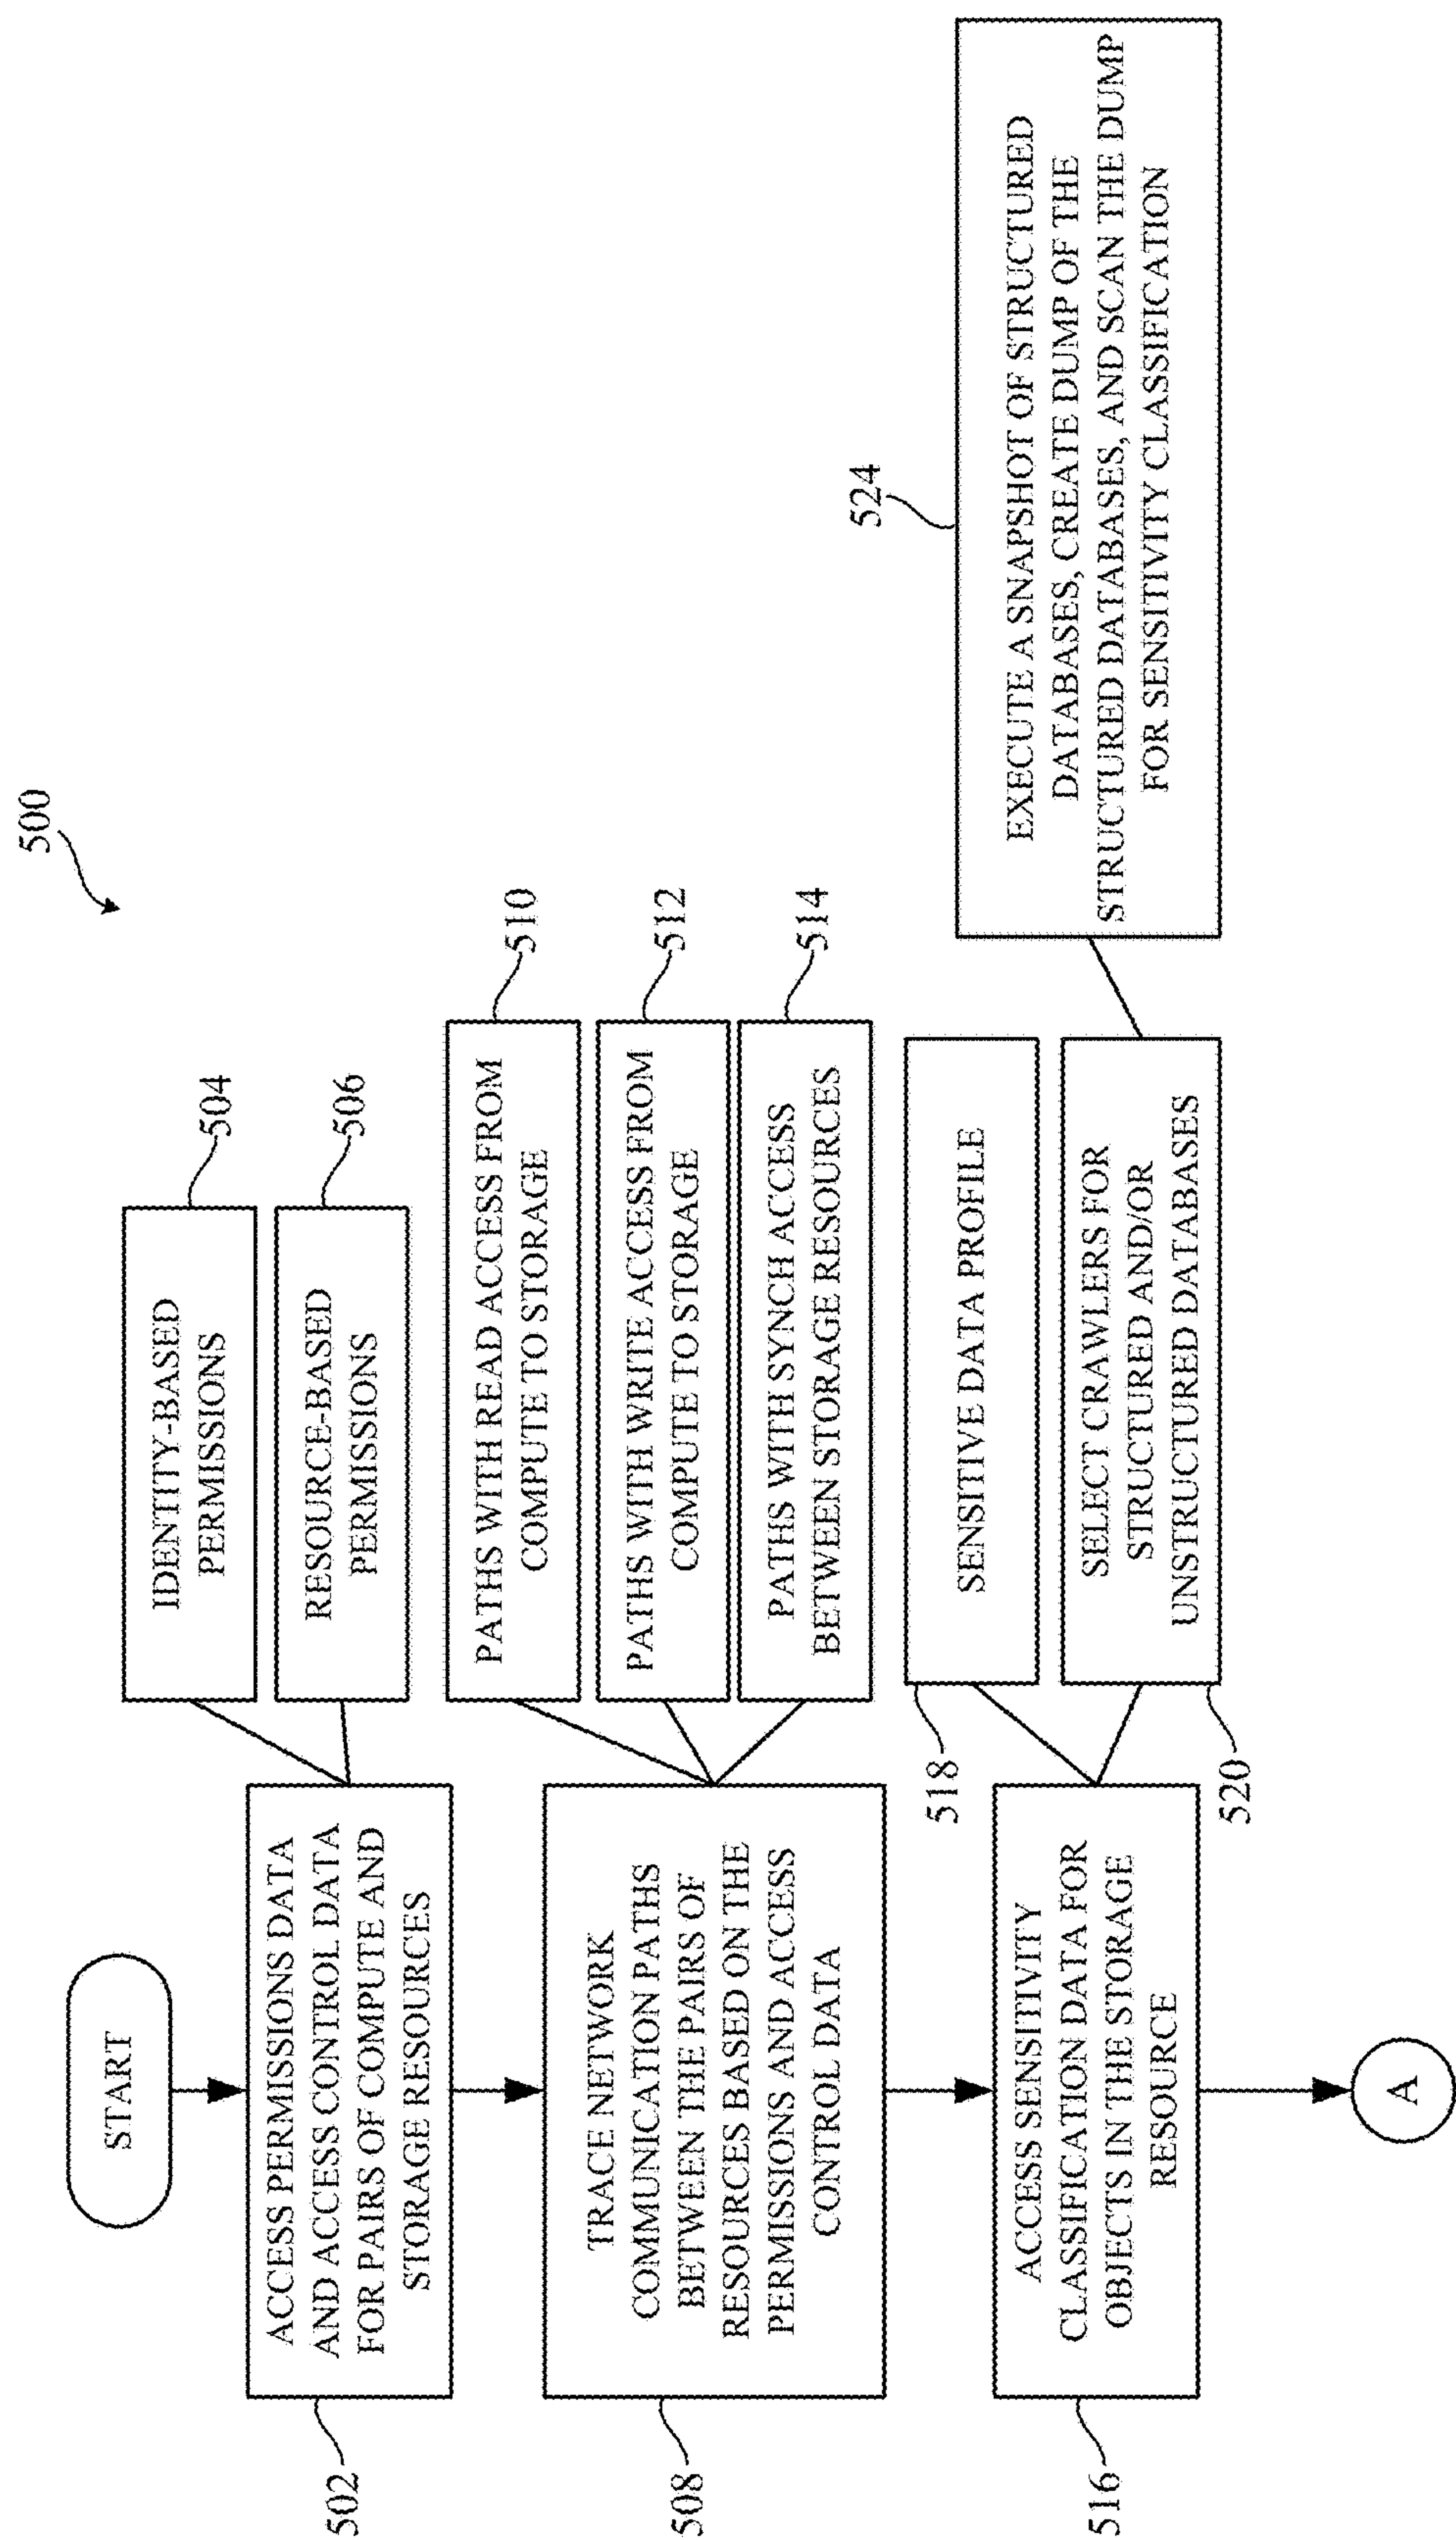 500
START
502
ACCESS PERMISSIONS DATA
AND ACCESS CONTROL DATA
FOR PAIRS OF COMPUTE AND
STORAGE RESOURCES
IDENTITY-BASED
PERMISSIONS
504
RESOURCE-BASED
PERMISSIONS
506
508
TRACE NETWORK
COMMUNICATION PATHS
BETWEEN THE PAIRS OF
RESOURCES BASED ON THE
PERMISSIONS AND ACCESS
CONTROL DATA
PATHS WITH READ ACCESS FROM
COMPUTE TO STORAGE
510
PATHS WITH WRITE ACCESS FROM
COMPUTE TO STORAGE
512
PATHS WITH SYNCH ACCESS
BETWEEN STORAGE RESOURCES
514
516
ACCESS SENSITIVITY
CLASSIFICATION DATA FOR
OBJECTS IN THE STORAGE
RESOURCE
518
SENSITIVE DATA PROFILE
520
SELECT CRAWLERS FOR
STRUCTURED AND/OR
UNSTRUCTURED DATABASES
524
EXECUTE A SNAPSHOT OF STRUCTURED
DATABASES, CREATE DUMP OF THE
STRUCTURED DATABASES, AND SCAN THE DUMP
FOR SENSITIVITY CLASSIFICATION
A